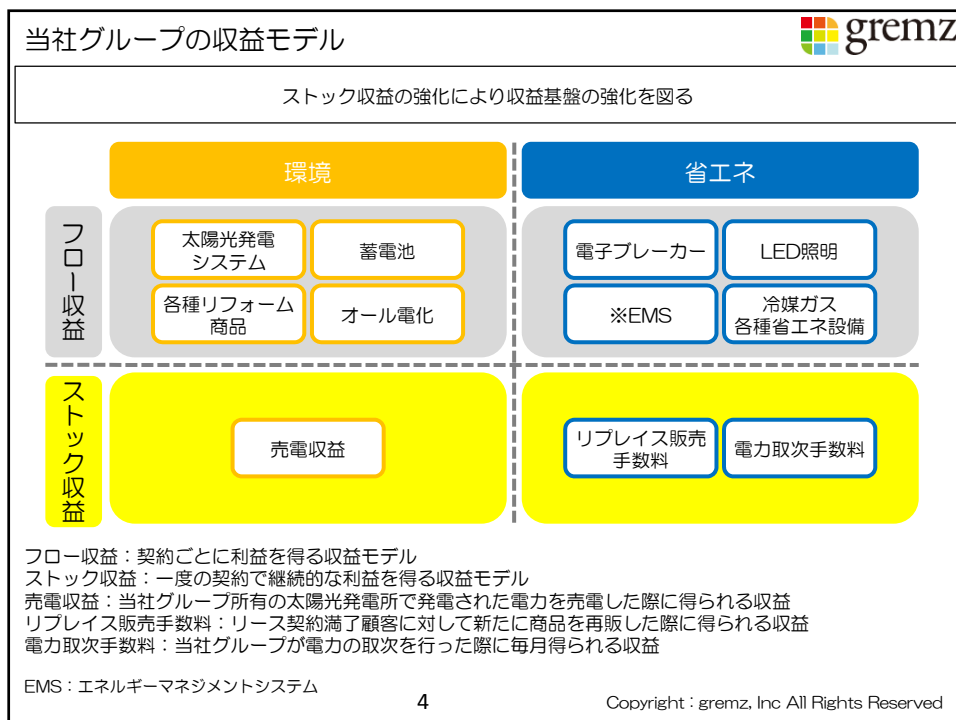 当社グループの収益モデル
gremz
ストック収益の強化により収益基盤の強化を図る
環境
省エネ
フロー収益
太陽光発電
システム
蓄電池
各種リフォーム
商品
オール電化
電子ブレーカー
LED照明
※EMS
冷媒ガス
各種省エネ設備
ストック収益
売電収益
リプレイス販売
手数料
電力取次手数料
フロー収益：契約ごとに利益を得る収益モデル
ストック収益：一度の契約で継続的な利益を得る収益モデル
売電収益：当社グループ所有の太陽光発電所で発電された電力を売電した際に得られる収益
リプレイス販売手数料：リース契約満了顧客に対して新たに商品を再販した際に得られる収益
電力取次手数料：当社グループが電力の取次を行った際に毎月得られる収益
EMS：エネルギーマネジメントシステム
4
Copyright : gremz, Inc All Rights Reserved